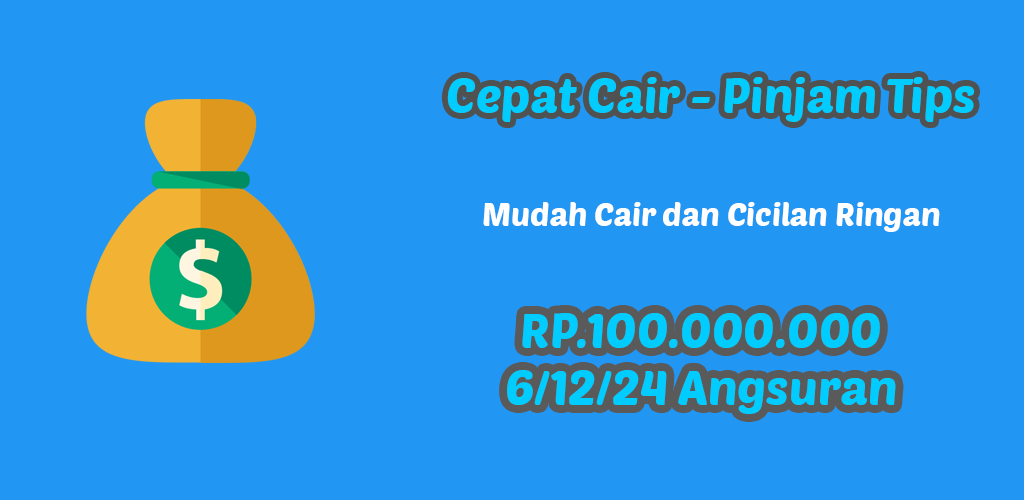 $
Cepat Cair - Pinjam Tips
Mudah Cair dan Cicilan Ringan
RP.100.000.000
6/12/24 Angsuran